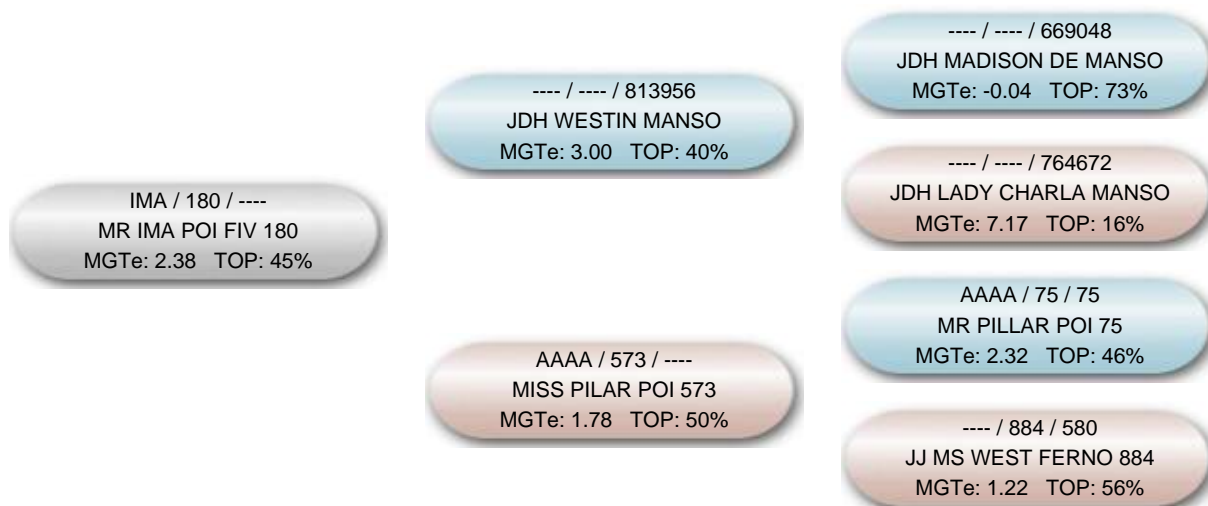 IMA / 180 / ----
MR IMA POI FIV 180
MGTe: 2.38 TOP: 45%
---- / ---- / 813956
JDH WESTIN MANSO
MGTe: 3.00 TOP: 40%
AAAA / 573 / ----
MISS PILAR POI 573
MGTe: 1.78 TOP: 50%
---- / ---- / 669048
JDH MADISON DE MANSO
MGTe: -0.04 TOP: 73%
---- / ---- / 764672
JDH LADY CHARLA MANSO
MGTe: 7.17 TOP: 16%
AAAA / 75 / 75
MR PILLAR POI 75
MGTe: 2.32 TOP: 46%
---- / 884 / 580
JJ MS WEST FERNO 884
MGTe: 1.22 TOP: 56%